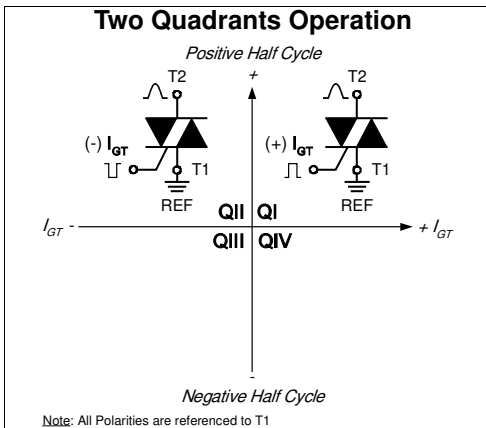 Two Quadrants Operation
Positive Half Cycle
+
T2
T2
(-) IGT
(+) IGT
T1
T1
REF
REF
QII QI
IGT -
+ IGT
QIII QIV
-
Negative Half Cycle
Note: All Polarities are referenced to T1